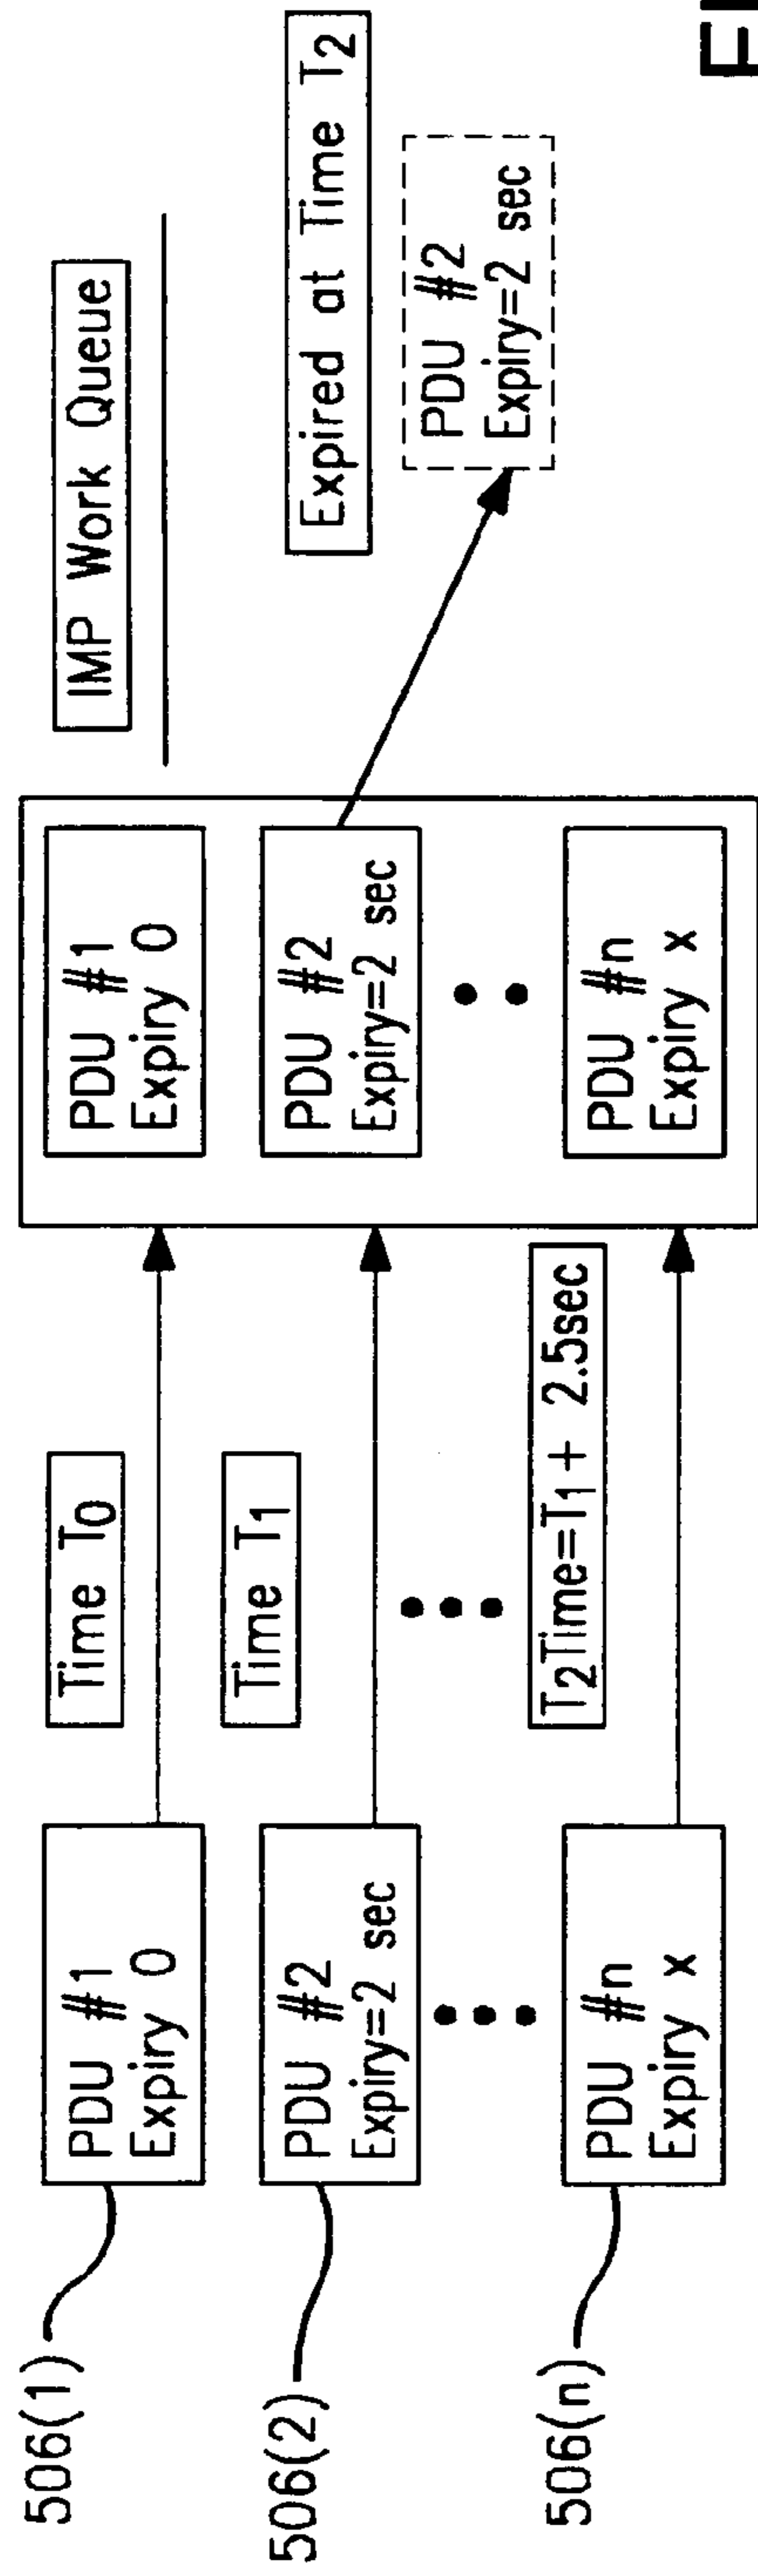 506(1)
PDU #1
Expiry 0
Time T0
PDU #1
Expiry 0
IMP Work Queue
506(2)
PDU #2
Expiry=2 sec
Time T1
PDU #2
Expiry=2 sec
Expired at Time T2
PDU #2
Expiry=2 sec
506(n)
PDU #n
Expiry x
T2Time=T1+ 2.5sec
PDU #n
Expiry x